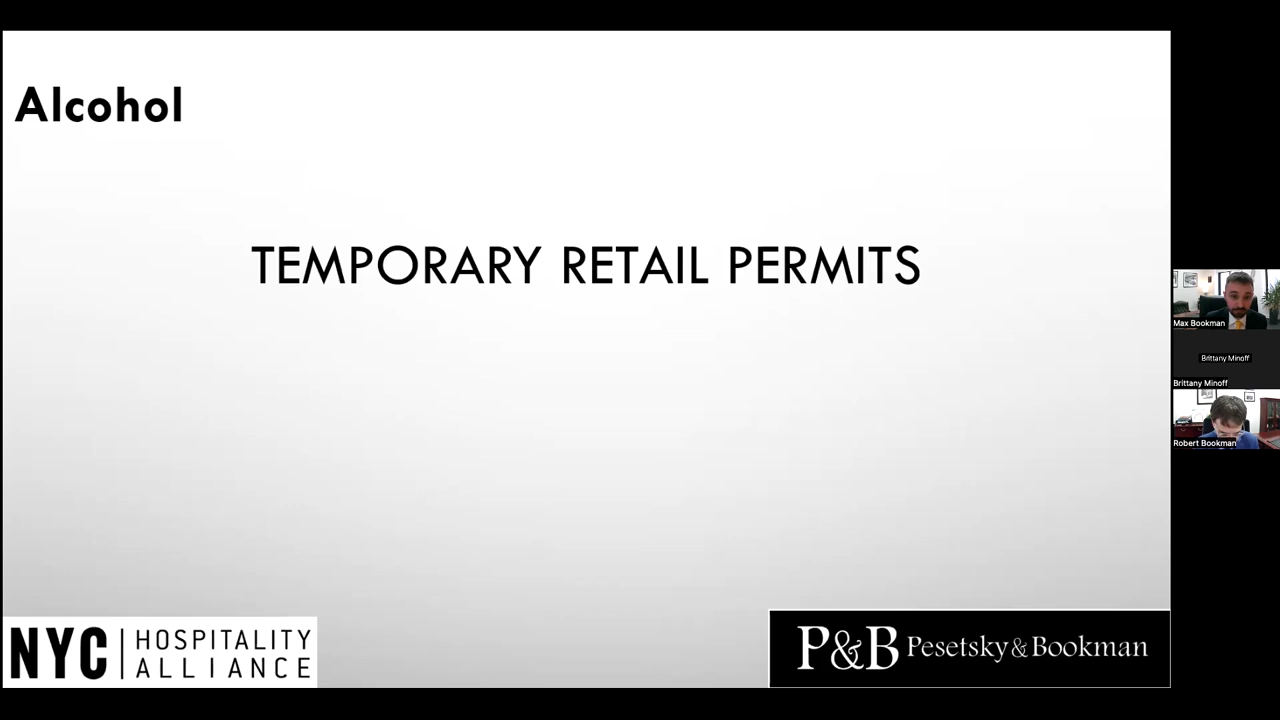 Alcohol
TEMPORARY RETAIL PERMITS
NYC HOSPITALITY ALLIANCE
P&B Pesetsky & Bookman
Max Bookman
Brittany Minoff
Brittany Minoff
Robert Bookman